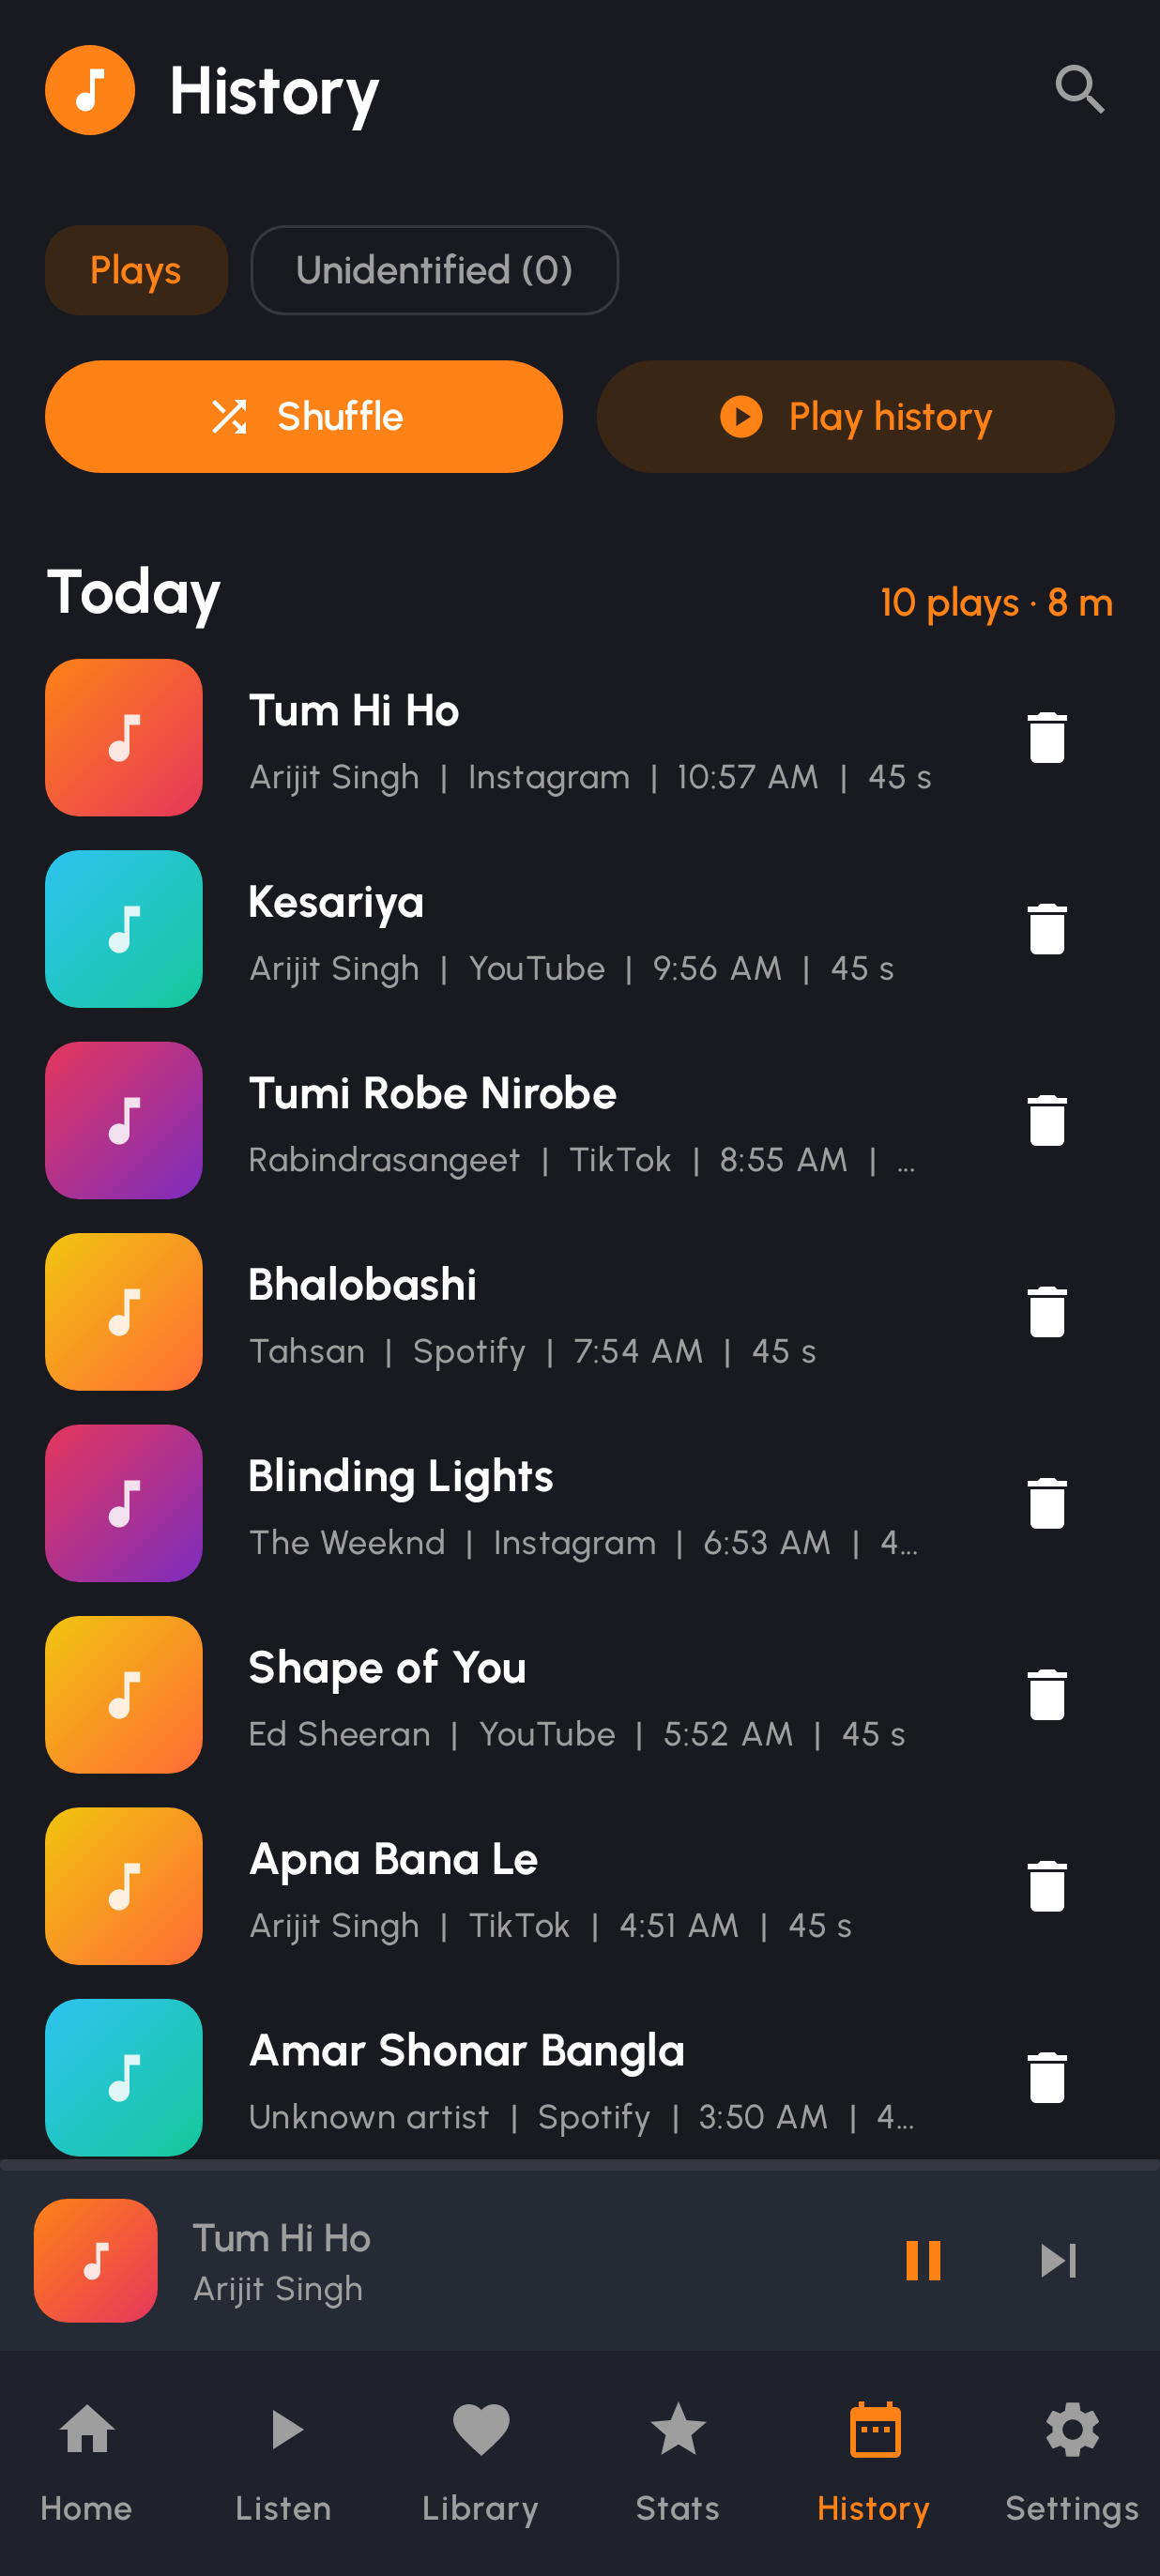 History
Plays
Unidentified (0)
Shuffle
Play history
Today
10 plays · 8 m
Tum Hi Ho
Arijit Singh | Instagram | 10:57 AM | 45 s
Kesariya
Arijit Singh | YouTube | 9:56 AM | 45 s
Tumi Robe Nirobe
Rabindrasangeet | TikTok | 8:55 AM | ...
Bhalobashi
Tahsan | Spotify | 7:54 AM | 45 s
Blinding Lights
The Weeknd | Instagram | 6:53 AM | 4...
Shape of You
Ed Sheeran | YouTube | 5:52 AM | 45 s
Apna Bana Le
Arijit Singh | TikTok | 4:51 AM | 45 s
Amar Shonar Bangla
Unknown artist | Spotify | 3:50 AM | 4...
Tum Hi Ho
Arijit Singh
Home
Listen
Library
Stats
History
Settings